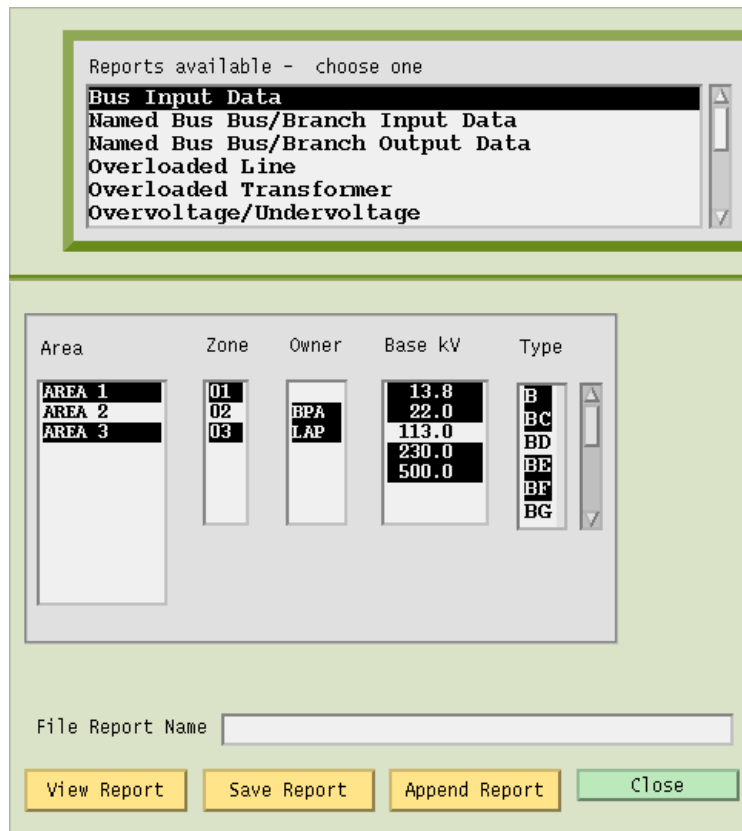 Reports available - choose one
Bus Input Data
Named Bus Bus/Branch Input Data
Named Bus Bus/Branch Output Data
Overloaded Line
Overloaded Transformer
Overvoltage/Undervoltage
Area
AREA 1
AREA 2
AREA 3
Zone
01
02
03
Owner
BPA
LAP
Base kV
13.8
22.0
113.0
230.0
500.0
Type
B
BC
BD
BE
BF
BG
File Report Name
View Report
Save Report
Append Report
Close